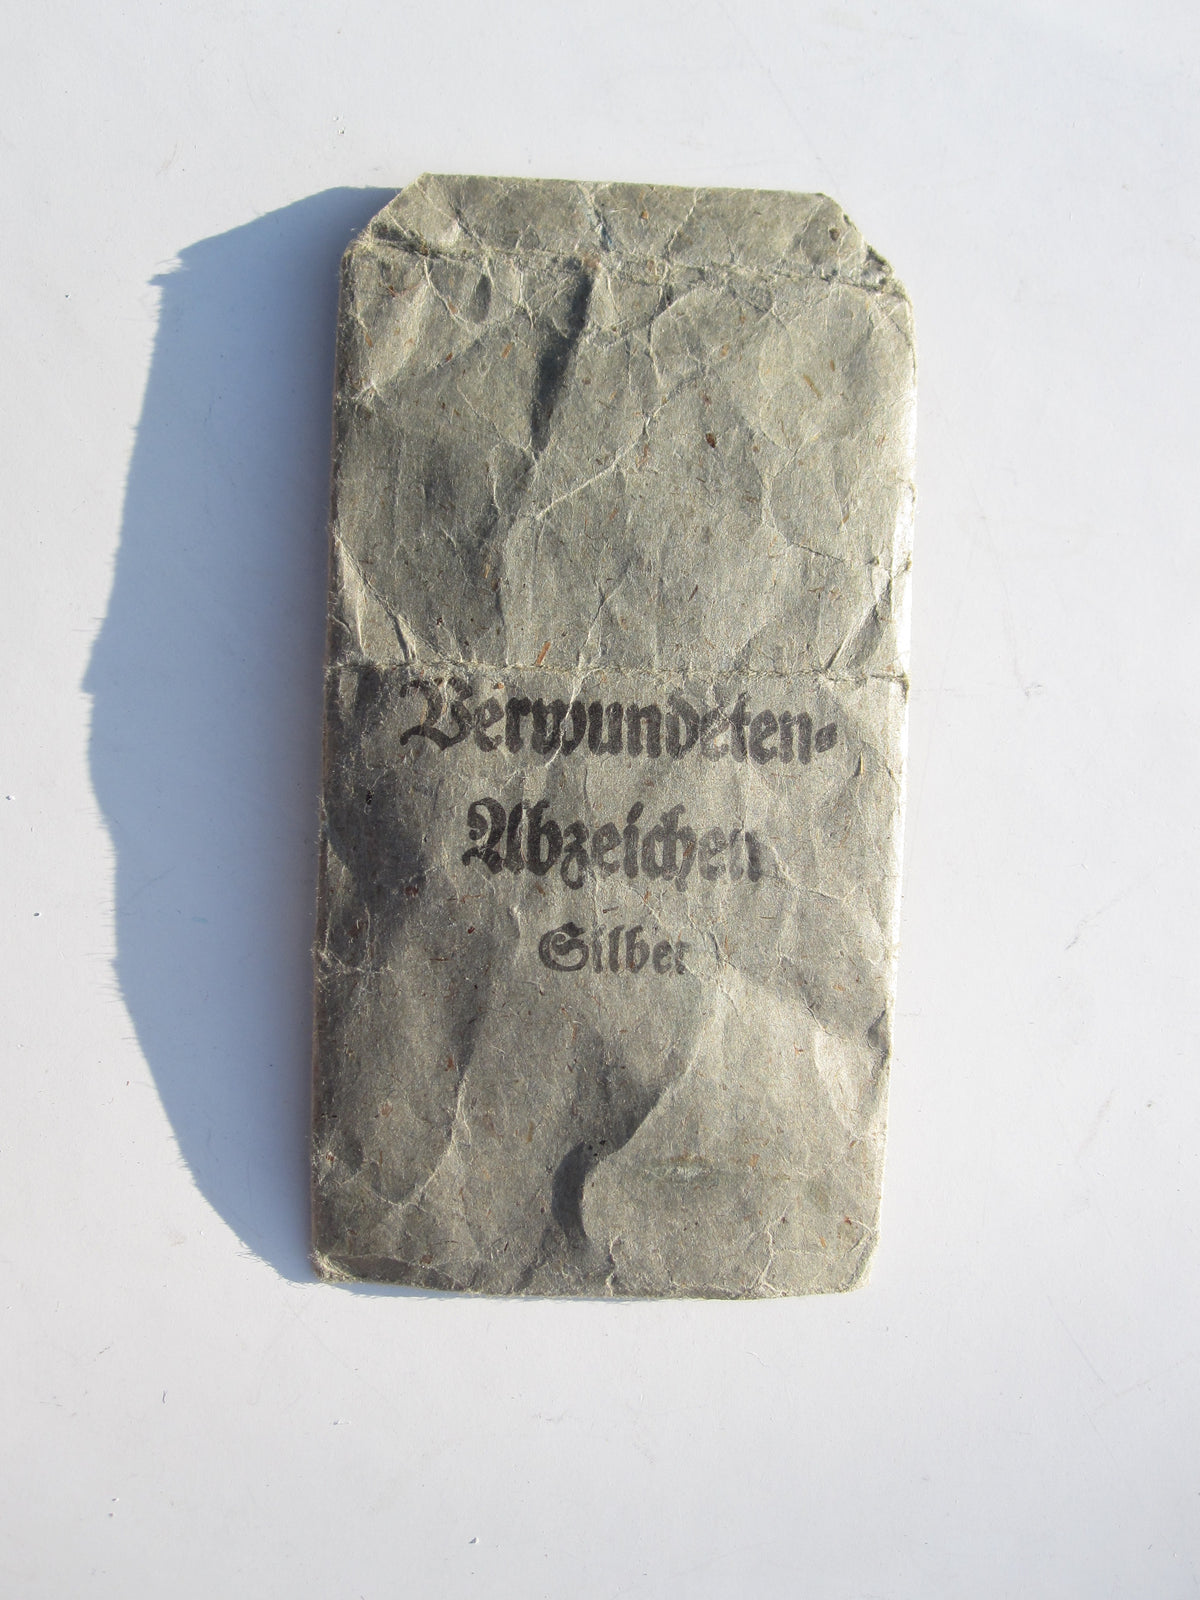 Verwundeten-
Abzeichen
Silber